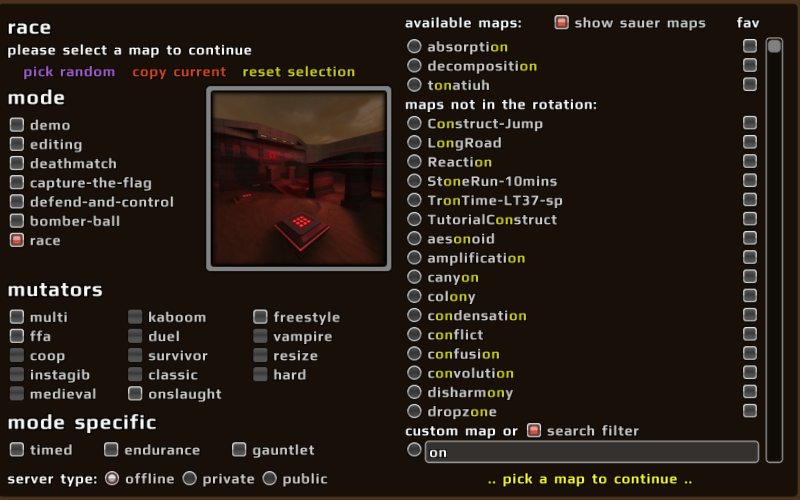 race
please select a map to continue
pick random copy current reset selection
mode
demo
editing
deathmatch
capture-the-flag
defend-and-control
bomber-ball
race
mutators
multi kaboom freestyle
ffa duel vampire
coop survivor resize
instagib classic hard
medieval onslaught
mode specific
timed endurance gauntlet
server type: offline private public
available maps: show sauer maps fav
absorption
decomposition
tonatiuh
maps not in the rotation:
Construct-Jump
LongRoad
Reaction
StoneRun-10mins
TronTime-LT37-sp
TutorialConstruct
aesonoid
amplification
canyon
colony
condensation
conflict
confusion
convolution
disharmony
dropzone
custom map or search filter
on
.. pick a map to continue ..